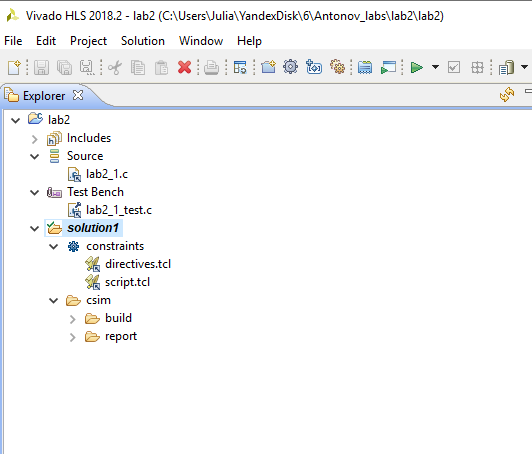 Vivado HLS 2018.2 - lab2 (C:\Users\Julia\YandexDisk\6\Antonov_labs\lab2\lab2)
File Edit Project Solution Window Help
Explorer
lab2
Includes
Source
lab2_1.c
Test Bench
lab2_1_test.c
solution1
constraints
directives.tcl
script.tcl
csim
build
report